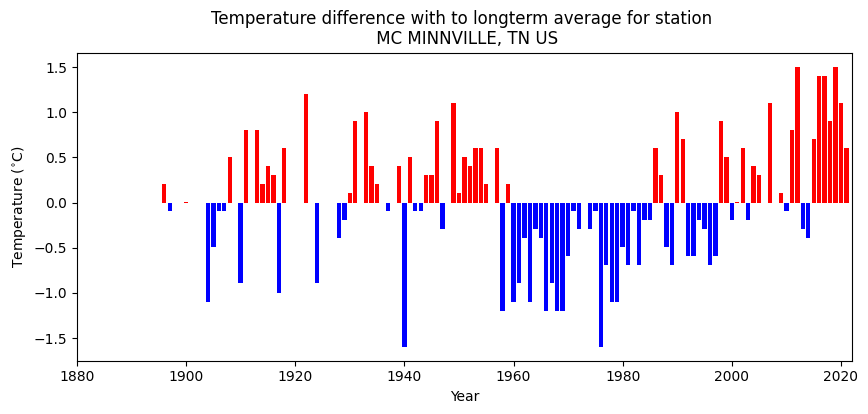 Temperature difference with to longterm average for station
MC MINNVILLE, TN US
1.5
1.0
0.5
0.0
−0.5
−1.0
−1.5
Temperature (°C)
1880 1900 1920 1940 1960 1980 2000 2020
Year